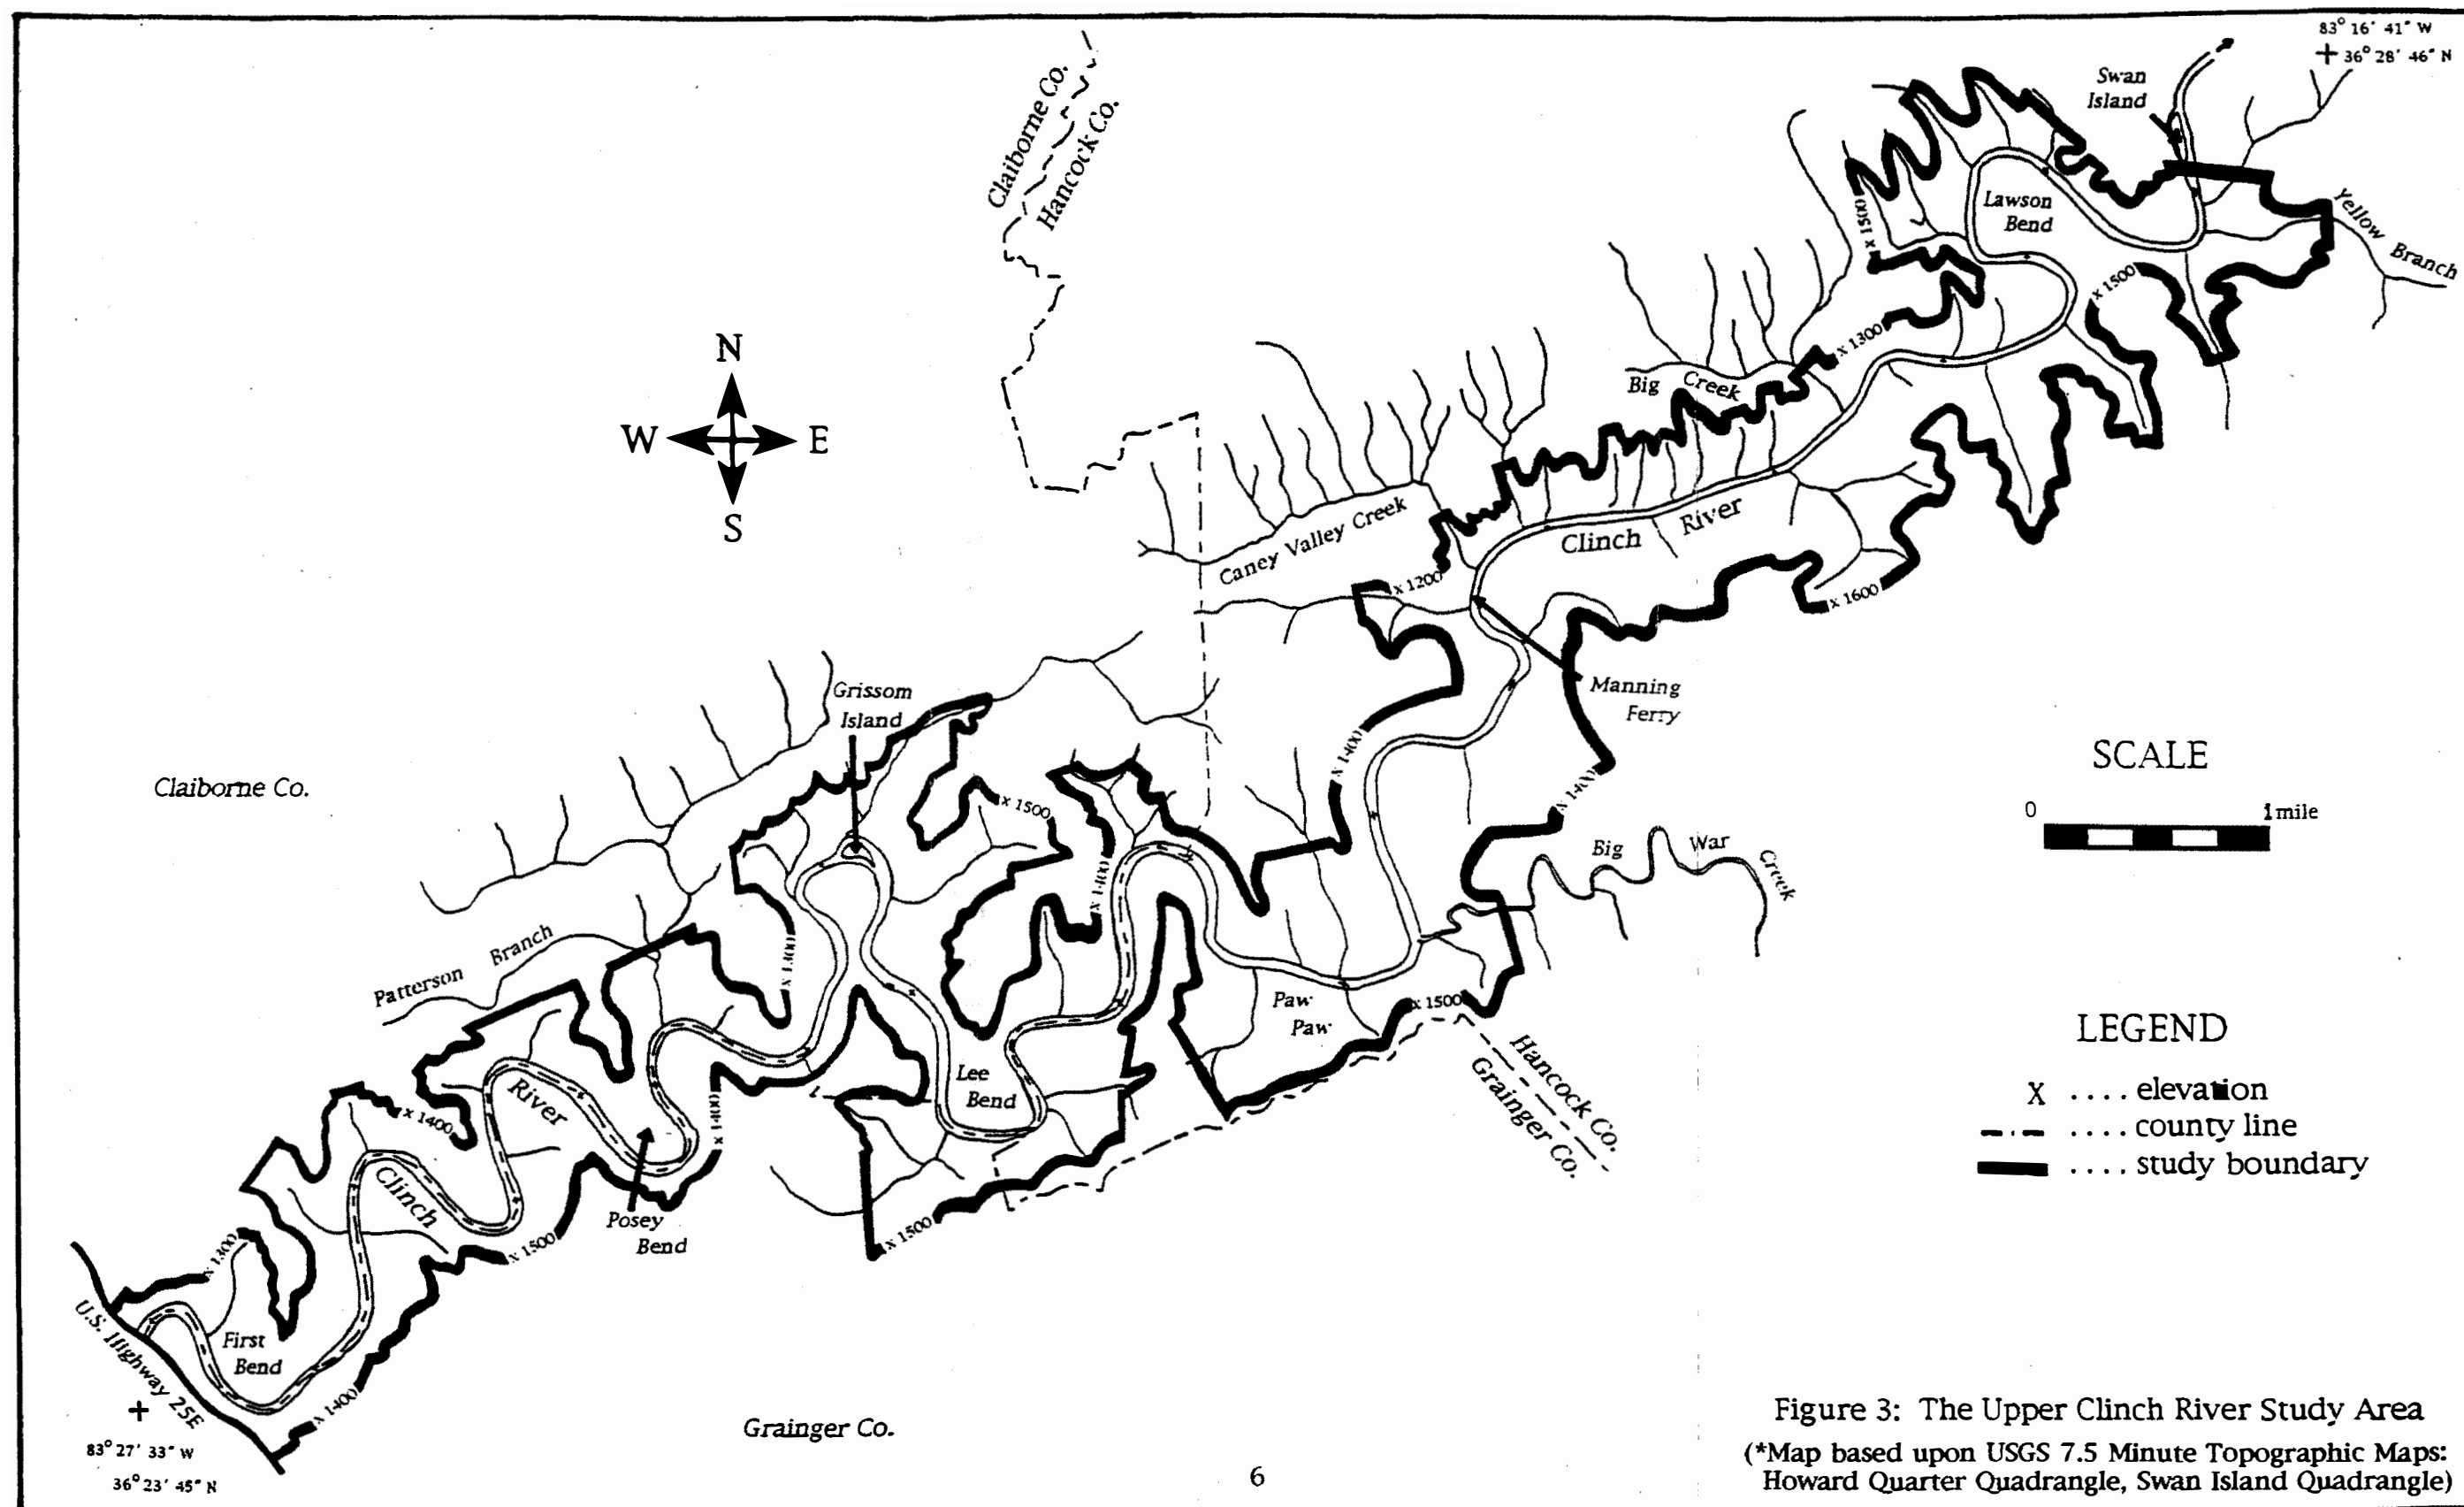 83° 16' 41" W
36° 28' 46" N
Swan
Island
Claiborne Co.
Hancock Co.
Lawson
Bend
Yellow Branch
x 1500
x 1500
x 1300
N
W E
S
Big Creek
Caney Valley Creek
Clinch River
x 1200
x 1600
Manning
Ferry
Grissom
Island
x 1400
x 1400
SCALE
0 1 mile
Claiborne Co.
x 1500
Big War Creek
x 1400
x 1300
Patterson Branch
Paw
Paw
x 1500
Hancock Co.
Grainger Co.
LEGEND
X .... elevation
.... county line
.... study boundary
Lee
Bend
River
x 1400
x 1400
Clinch
Posey
Bend
x 1500
x 1500
x 1300
U.S. Highway 25E
First
Bend
x 1400
83° 27' 33" W
36° 23' 45" N
Grainger Co.
Figure 3: The Upper Clinch River Study Area
(*Map based upon USGS 7.5 Minute Topographic Maps:
Howard Quarter Quadrangle, Swan Island Quadrangle)
6